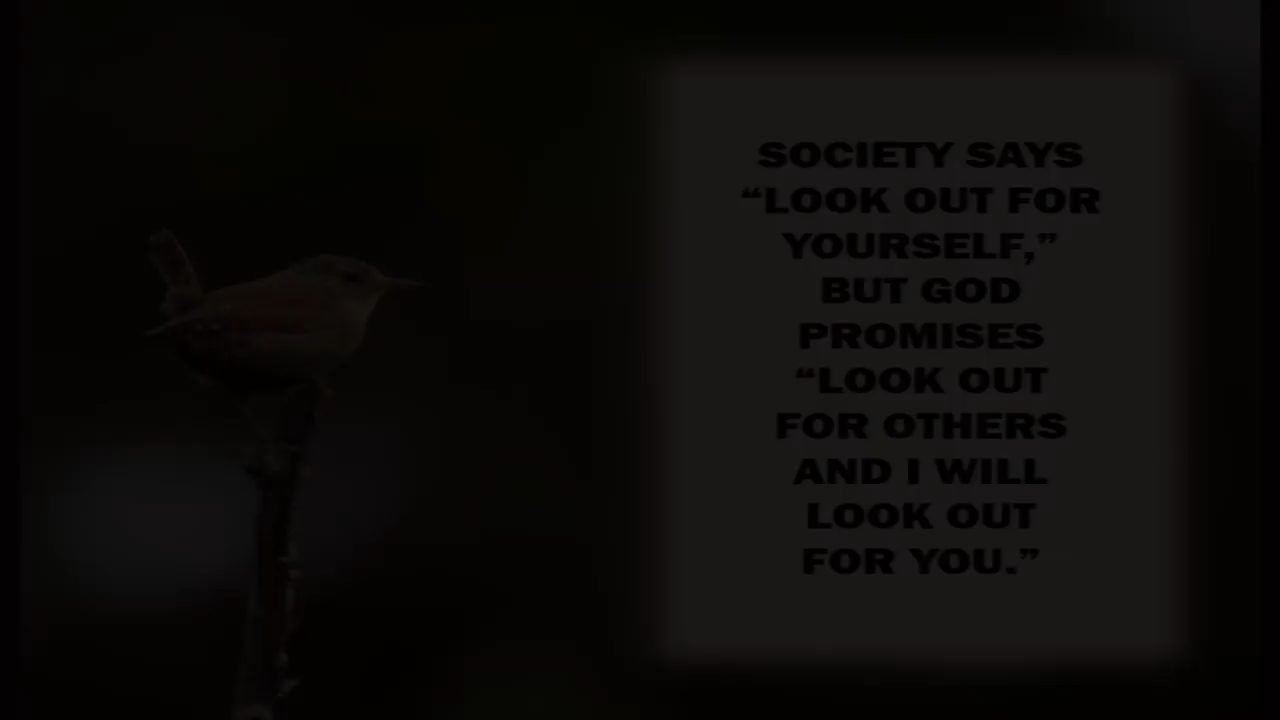 SOCIETY SAYS
“LOOK OUT FOR
YOURSELF,”
BUT GOD
PROMISES
“LOOK OUT
FOR OTHERS
AND I WILL
LOOK OUT
FOR YOU.”